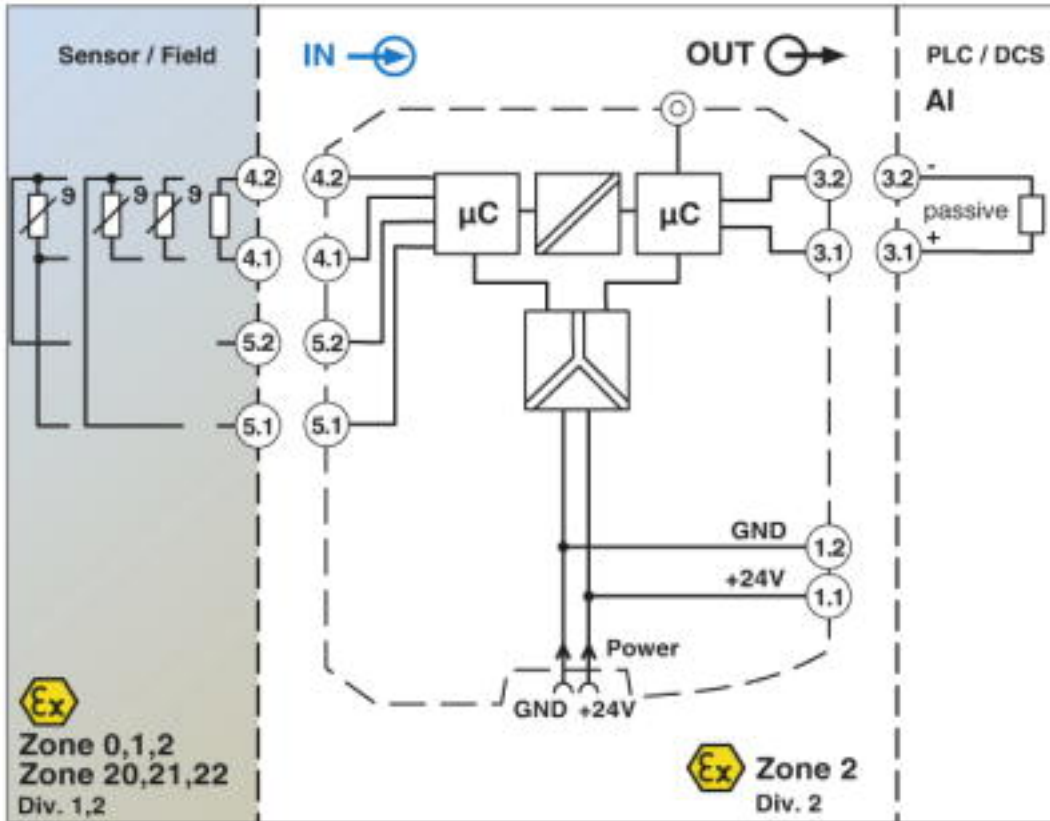 Sensor / Field
IN
OUT
PLC / DCS
AI
4.2
4.2
3.2
3.2
-
ϑ
ϑ
ϑ
µC
µC
passive
+
4.1
4.1
3.1
3.1
5.2
5.2
5.1
5.1
GND
1.2
+24V
1.1
Power
GND +24V
Ex
Zone 0,1,2
Zone 20,21,22
Div. 1,2
Ex
Zone 2
Div. 2